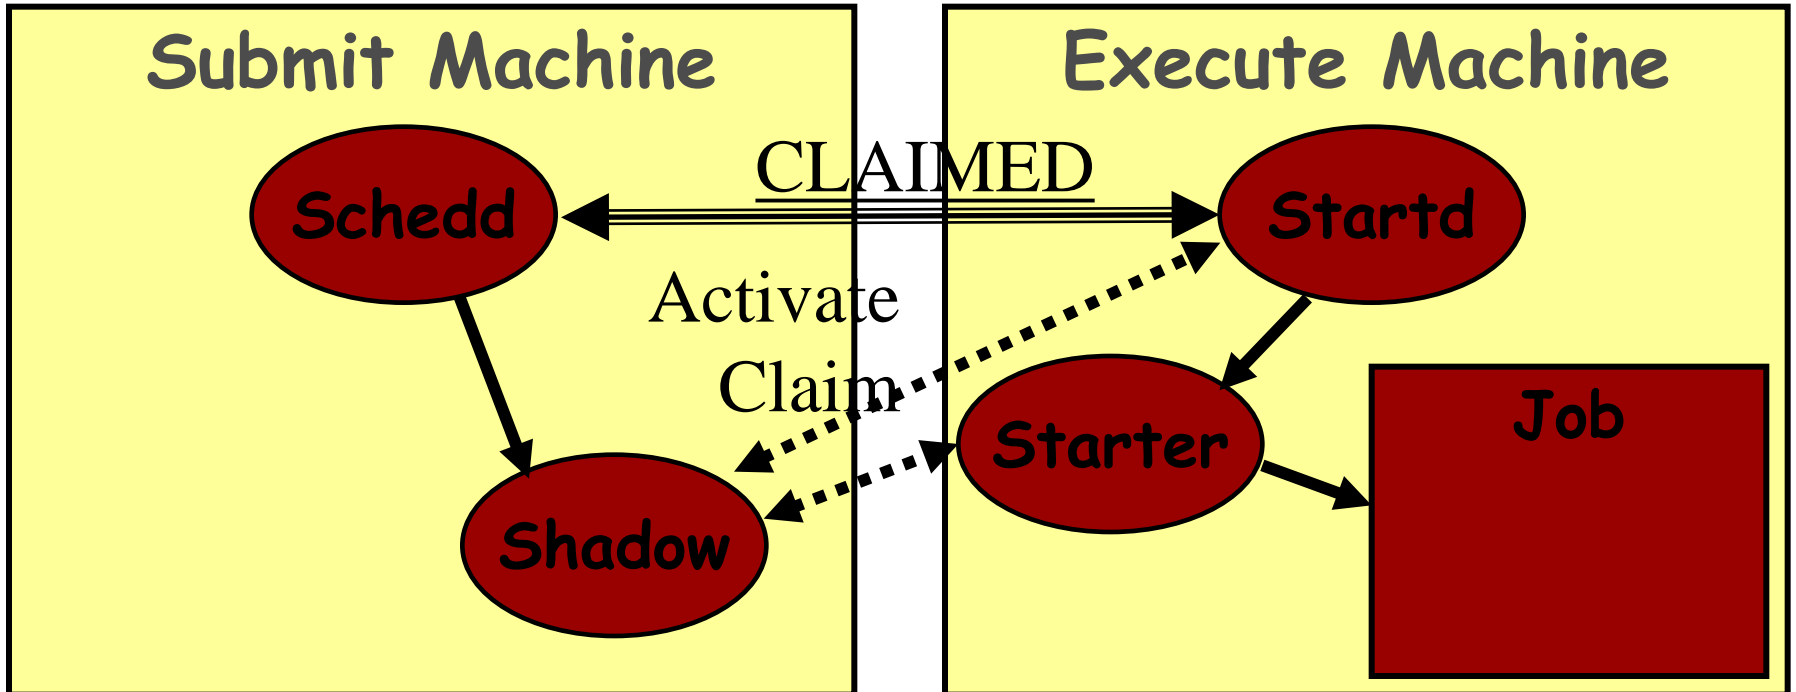 Submit Machine
Execute Machine
CLAIMED
Schedd
Startd
Activate
Claim
Starter
Job
Shadow